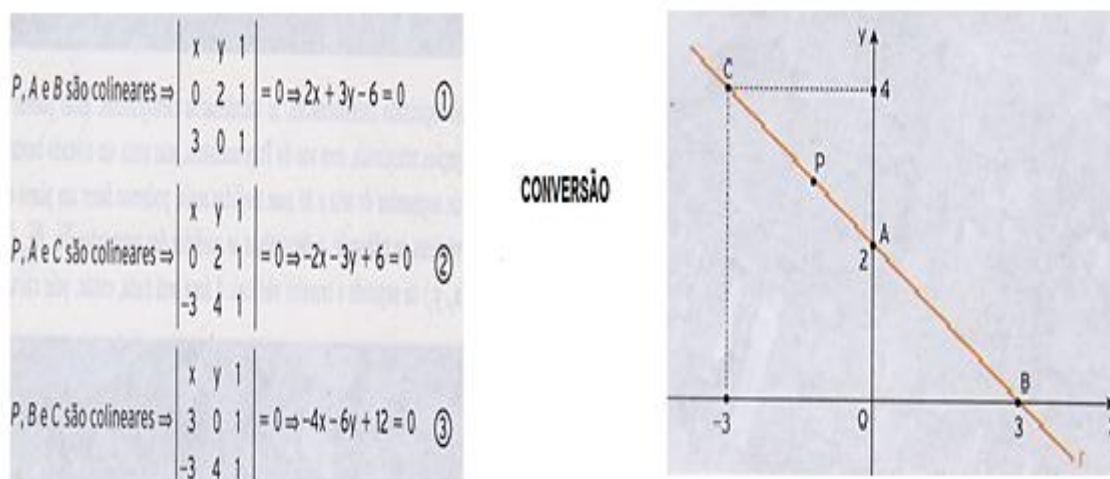 x y 1
P, A e B são colineares ⇒ 0 2 1 = 0 ⇒ 2x + 3y – 6 = 0 ①
3 0 1
x y 1
P, A e C são colineares ⇒ 0 2 1 = 0 ⇒ –2x – 3y + 6 = 0 ②
–3 4 1
x y 1
P, B e C são colineares ⇒ 3 0 1 = 0 ⇒ –4x – 6y + 12 = 0 ③
–3 4 1
CONVERSÃO
y
C 4
P
A
2
B
–3 0 3
r